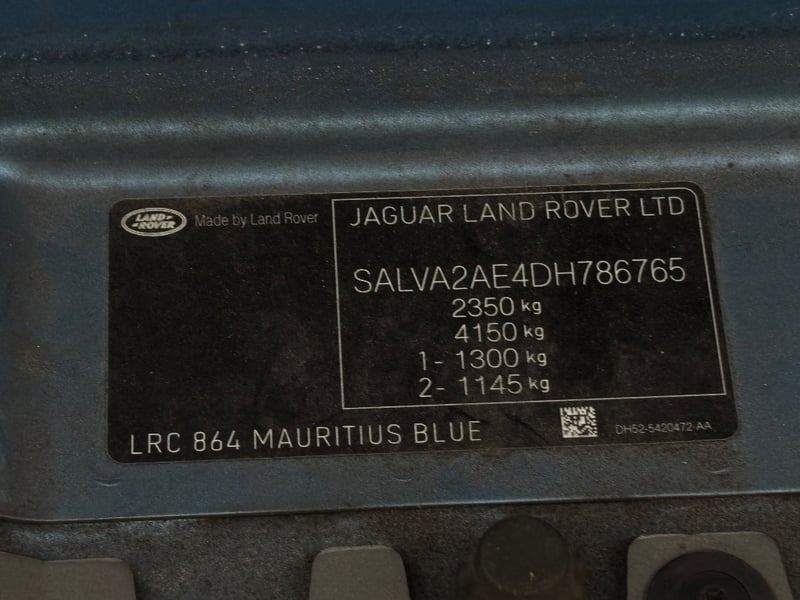 LAND-
-ROVER
Made by Land Rover
JAGUAR LAND ROVER LTD
SALVA2AE4DH786765
2350 kg
4150 kg
1- 1300 kg
2- 1145 kg
LRC 864 MAURITIUS BLUE
DH52-5420472-AA